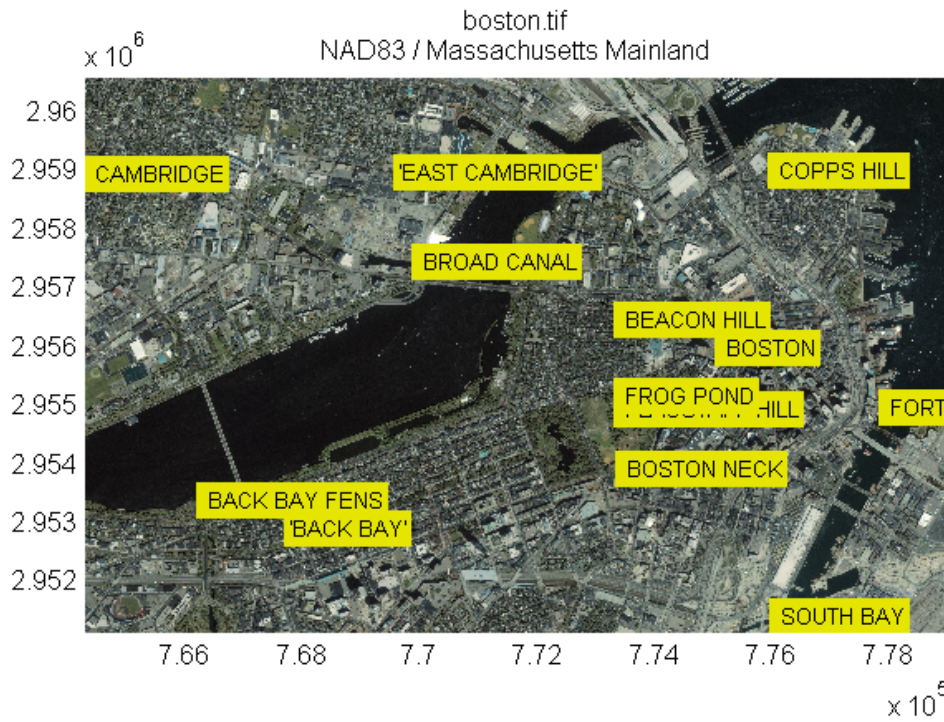 boston.tif
NAD83 / Massachusetts Mainland
x 10^6
2.96
2.959
2.958
2.957
2.956
2.955
2.954
2.953
2.952
CAMBRIDGE
'EAST CAMBRIDGE'
COPPS HILL
BROAD CANAL
BEACON HILL
BOSTON
FROG POND
HILL
FORT
BOSTON NECK
BACK BAY FENS
'BACK BAY'
SOUTH BAY
7.66
7.68
7.7
7.72
7.74
7.76
7.78
x 10^5